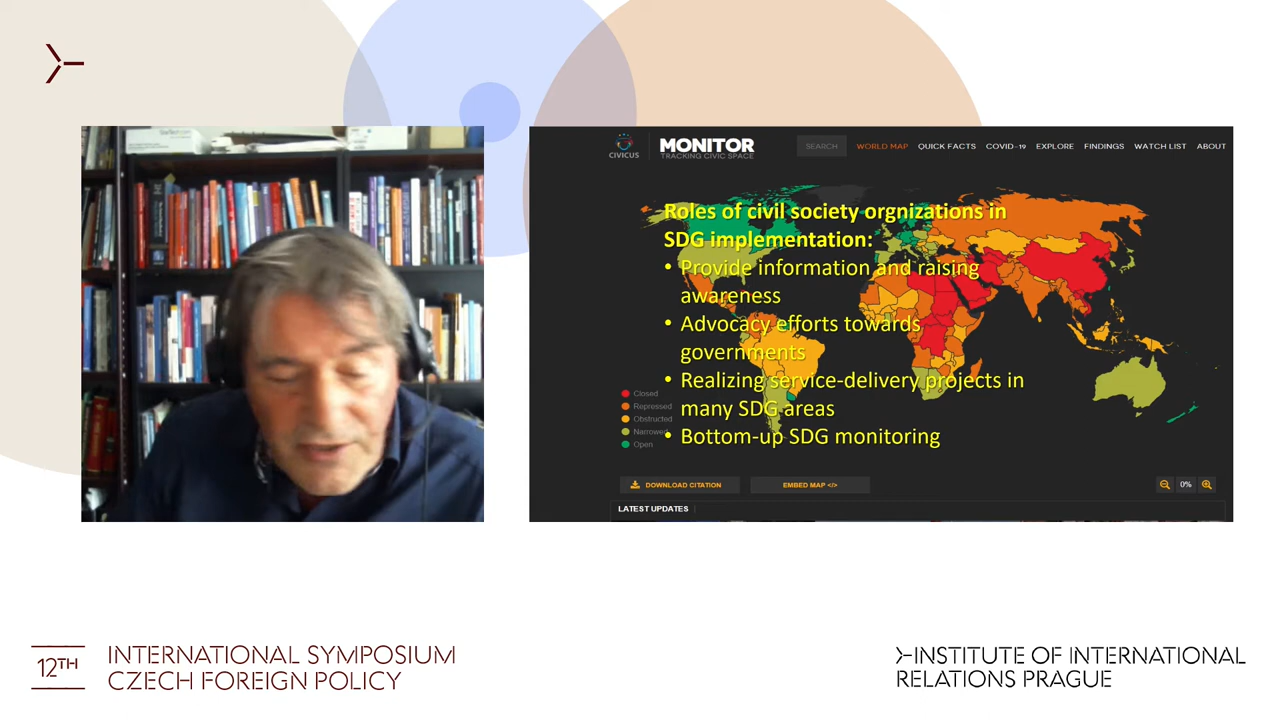 CIVICUS
MONITOR
TRACKING CIVIC SPACE
SEARCH
WORLD MAP
QUICK FACTS
COVID-19
EXPLORE
FINDINGS
WATCH LIST
ABOUT
Roles of civil society orgnizations in
SDG implementation:
• Provide information and raising
awareness
• Advocacy efforts towards
governments
• Realizing service-delivery projects in
many SDG areas
• Bottom-up SDG monitoring
Closed
Repressed
Obstructed
Narrowed
Open
DOWNLOAD CITATION
EMBED MAP </>
0%
LATEST UPDATES
12TH
INTERNATIONAL SYMPOSIUM
CZECH FOREIGN POLICY
INSTITUTE OF INTERNATIONAL
RELATIONS PRAGUE